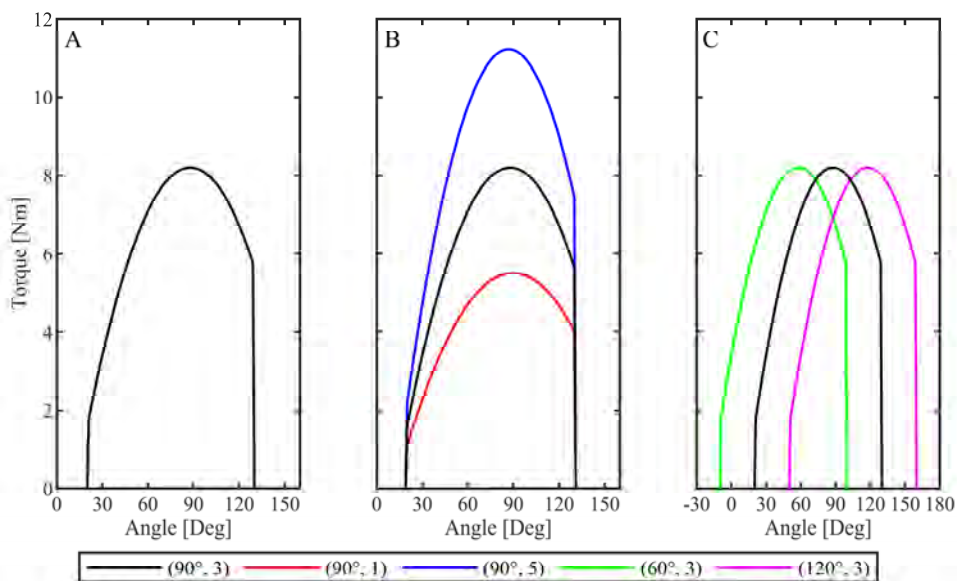 12
10
8
6
4
2
0
Torque [Nm]
A
B
C
0 30 60 90 120 150
0 30 60 90 120 150
-30 0 30 60 90 120 150 180
Angle [Deg]
Angle [Deg]
Angle [Deg]
(90°, 3) (90°, 1) (90°, 5) (60°, 3) (120°, 3)